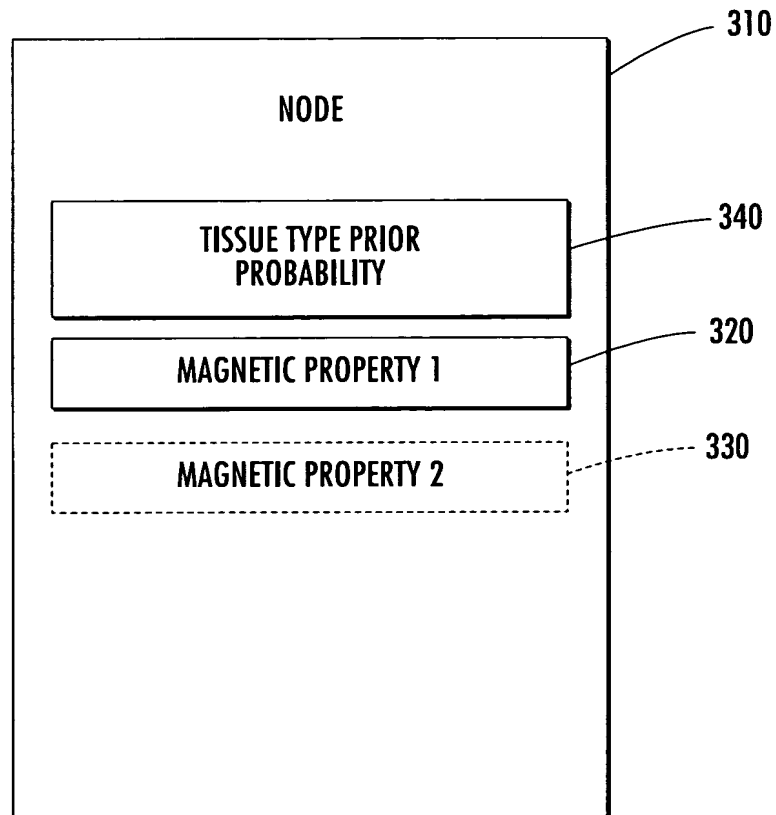 310
NODE
TISSUE TYPE PRIOR
PROBABILITY
340
MAGNETIC PROPERTY 1
320
MAGNETIC PROPERTY 2
330